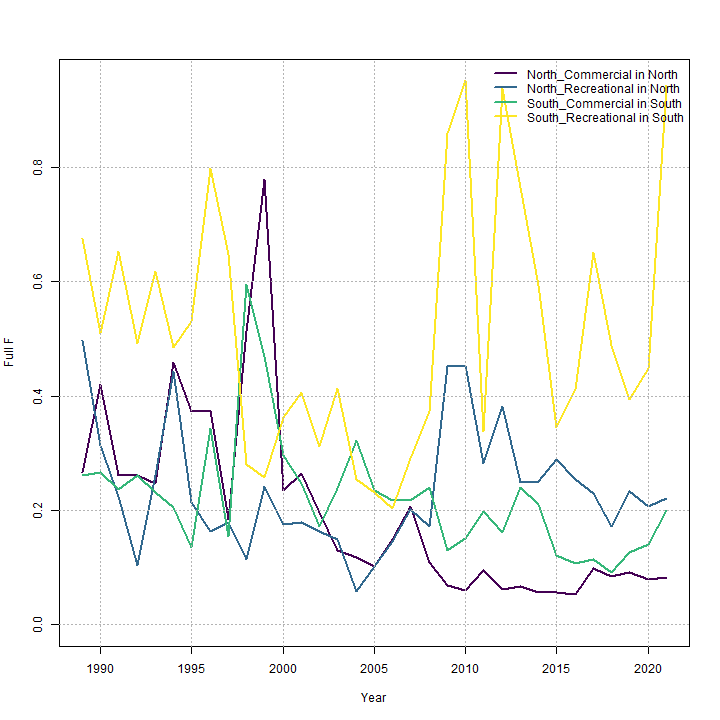 North_Commercial in North
North_Recreational in North
South_Commercial in South
South_Recreational in South
Full F
0.8
0.6
0.4
0.2
0.0
1990 1995 2000 2005 2010 2015 2020
Year